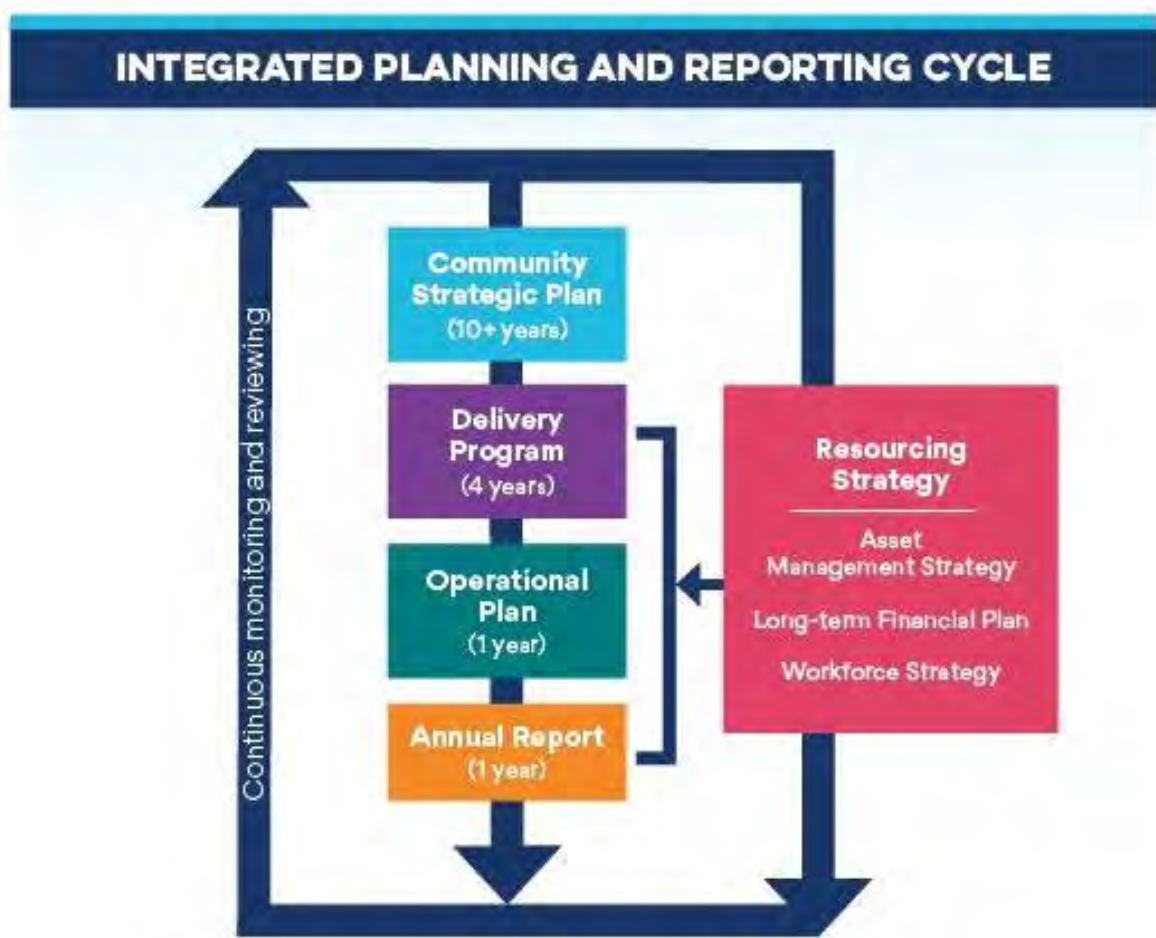 INTEGRATED PLANNING AND REPORTING CYCLE
Community
Strategic Plan
(10+ years)
Delivery
Program
(4 years)
Operational
Plan
(1 year)
Annual Report
(1 year)
Resourcing
Strategy
Asset
Management Strategy
Long-term Financial Plan
Workforce Strategy
Continuous monitoring and reviewing